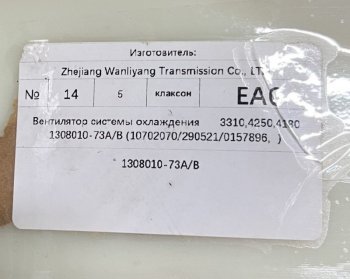 Изготовитель:
Zhejiang Wanliyang Transmission Co., LT
№ 14 5 клаксон EAC
Вентилятор системы охлаждения 3310,4250,4180
1308010-73A/B (10702070/290521/0157896, )
1308010-73A/B